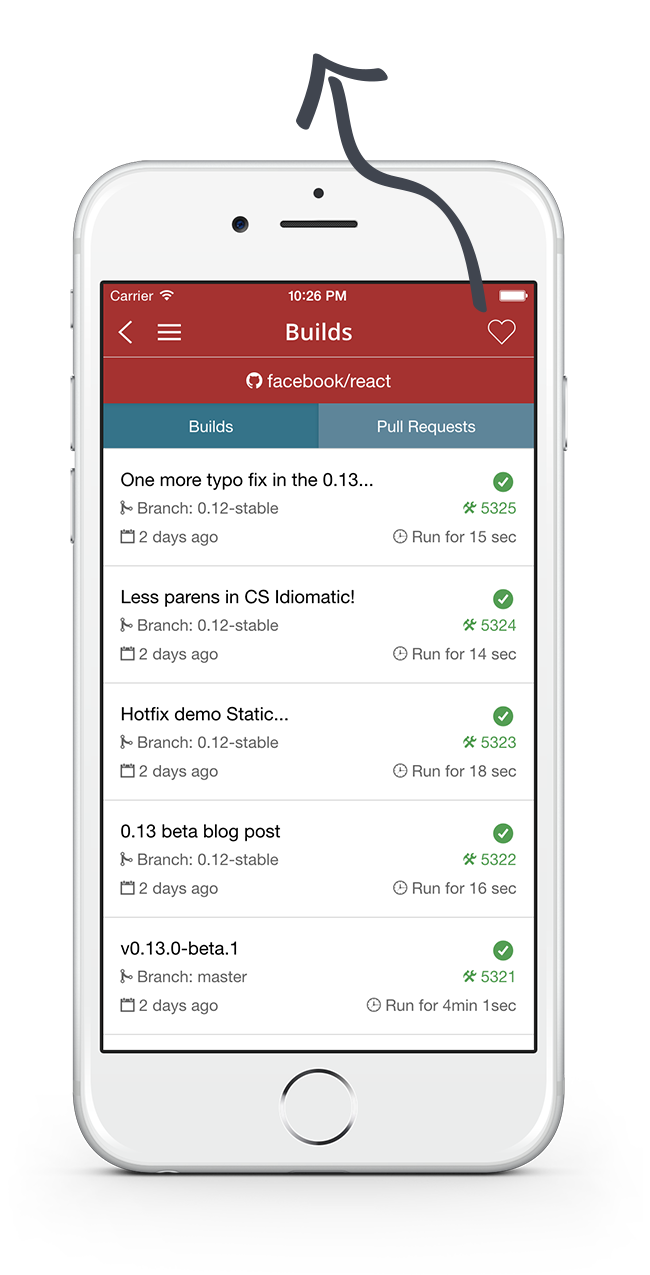 Carrier 10:26 PM
Builds
facebook/react
Builds Pull Requests
One more typo fix in the 0.13...
Branch: 0.12-stable 5325
2 days ago Run for 15 sec
Less parens in CS Idiomatic!
Branch: 0.12-stable 5324
2 days ago Run for 14 sec
Hotfix demo Static...
Branch: 0.12-stable 5323
2 days ago Run for 18 sec
0.13 beta blog post
Branch: 0.12-stable 5322
2 days ago Run for 16 sec
v0.13.0-beta.1
Branch: master 5321
2 days ago Run for 4min 1sec